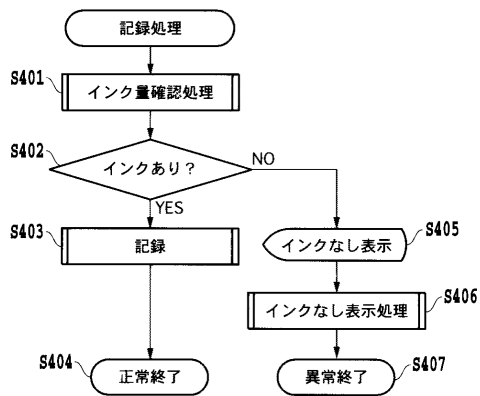 記録処理
S401
インク量確認処理
S402
インクあり？
NO
YES
S403
記録
インクなし表示
S405
インクなし表示処理
S406
S404
正常終了
異常終了
S407